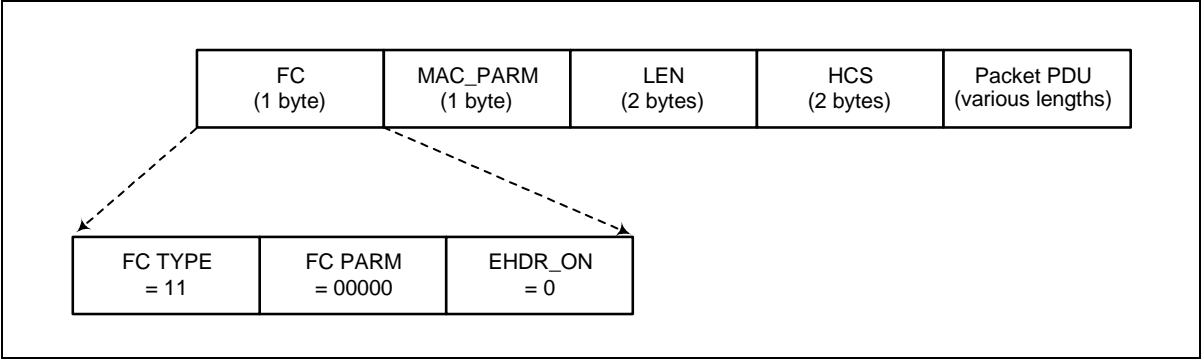 FC
(1 byte)
MAC_PARM
(1 byte)
LEN
(2 bytes)
HCS
(2 bytes)
Packet PDU
(various lengths)
FC TYPE
= 11
FC PARM
= 00000
EHDR_ON
= 0